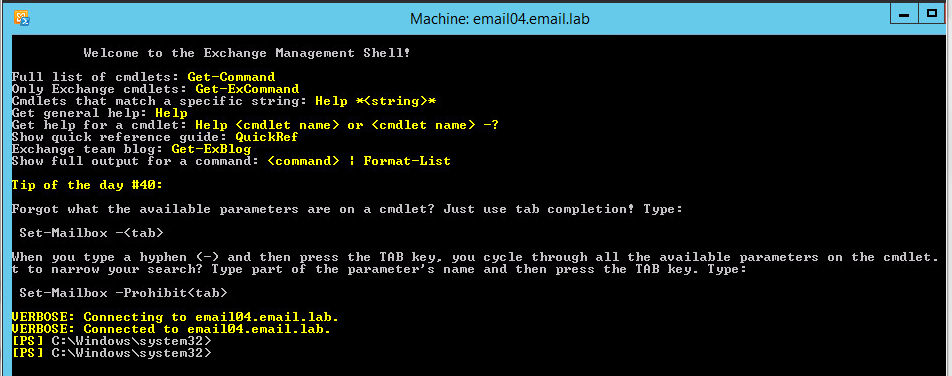 Machine: email04.email.lab
Welcome to the Exchange Management Shell!
Full list of cmdlets: Get-Command
Only Exchange cmdlets: Get-ExCommand
Cmdlets that match a specific string: Help *<string>*
Get general help: Help
Get help for a cmdlet: Help <cmdlet name> or <cmdlet name> -?
Show quick reference guide: QuickRef
Exchange team blog: Get-ExBlog
Show full output for a command: <command> | Format-List
Tip of the day #40:
Forgot what the available parameters are on a cmdlet? Just use tab completion! Type:
Set-Mailbox -<tab>
When you type a hyphen (-) and then press the TAB key, you cycle through all the available parameters on the cmdlet.
t to narrow your search? Type part of the parameter's name and then press the TAB key. Type:
Set-Mailbox -Prohibit<tab>
VERBOSE: Connecting to email04.email.lab.
VERBOSE: Connected to email04.email.lab.
[PS] C:\Windows\system32>
[PS] C:\Windows\system32>